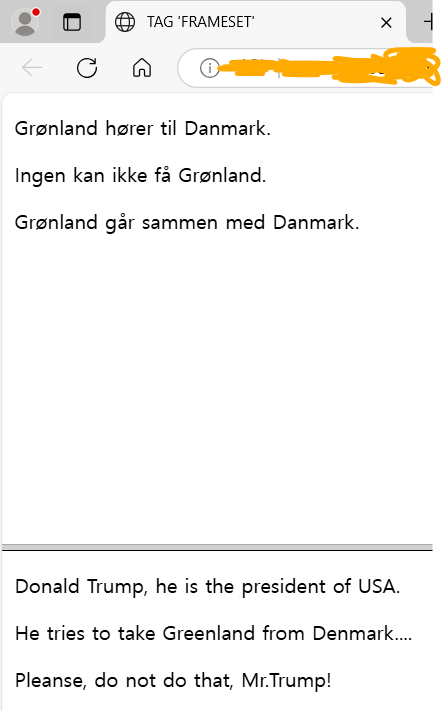 TAG 'FRAMESET'
Grønland hører til Danmark.
Ingen kan ikke få Grønland.
Grønland går sammen med Danmark.
Donald Trump, he is the president of USA.
He tries to take Greenland from Denmark....
Pleanse, do not do that, Mr.Trump!